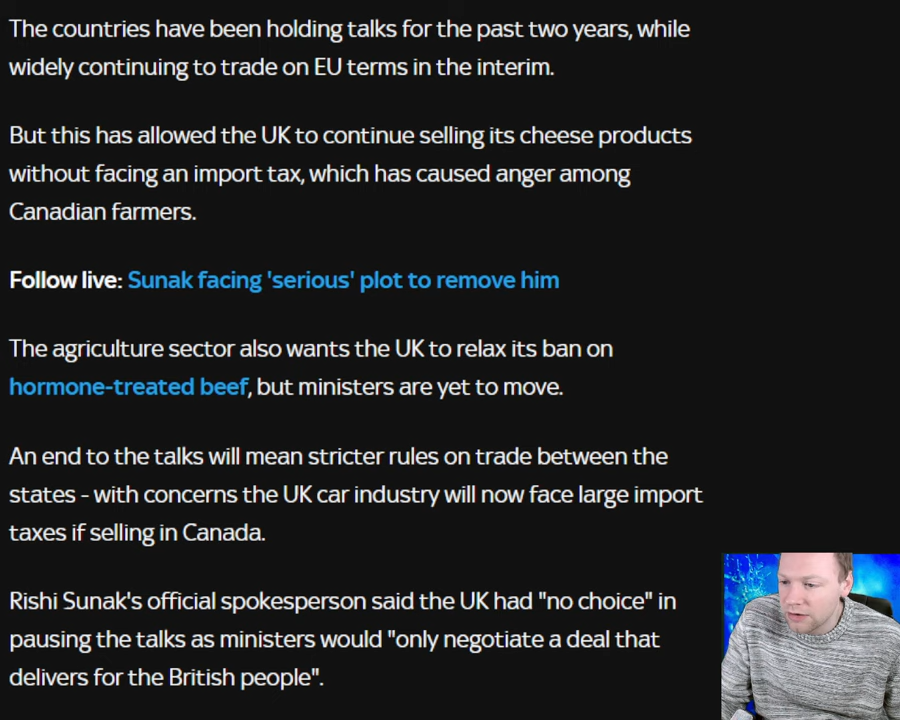 The countries have been holding talks for the past two years, while
widely continuing to trade on EU terms in the interim.
But this has allowed the UK to continue selling its cheese products
without facing an import tax, which has caused anger among
Canadian farmers.
Follow live: Sunak facing 'serious' plot to remove him
The agriculture sector also wants the UK to relax its ban on
hormone-treated beef, but ministers are yet to move.
An end to the talks will mean stricter rules on trade between the
states - with concerns the UK car industry will now face large import
taxes if selling in Canada.
Rishi Sunak's official spokesperson said the UK had "no choice" in
pausing the talks as ministers would "only negotiate a deal that
delivers for the British people".